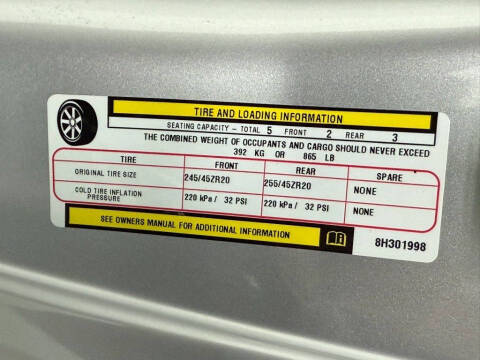 TIRE AND LOADING INFORMATION
SEATING CAPACITY - TOTAL 5 FRONT 2 REAR 3
THE COMBINED WEIGHT OF OCCUPANTS AND CARGO SHOULD NEVER EXCEED
392 KG OR 865 LB
TIRE FRONT REAR SPARE
ORIGINAL TIRE SIZE 245/45ZR20 255/45ZR20 NONE
COLD TIRE INFLATION PRESSURE 220 kPa / 32 PSI 220 kPa / 32 PSI NONE
SEE OWNERS MANUAL FOR ADDITIONAL INFORMATION
8H301998